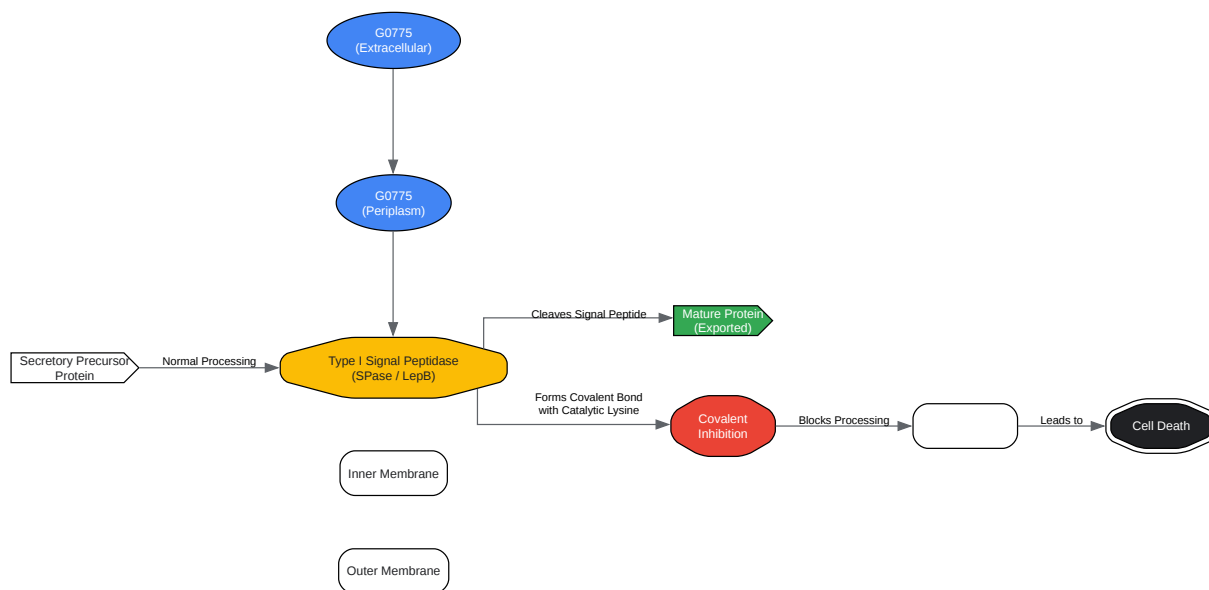 G0775
(Extracellular)
G0775
(Periplasm)
Cleaves Signal Peptide
Mature Protein
(Exported)
Secretory Precursor
Protein
Normal Processing
Type I Signal Peptidase
(SPase / LepB)
Forms Covalent Bond
with Catalytic Lysine
Covalent
Inhibition
Blocks Processing
Leads to
Cell Death
Inner Membrane
Outer Membrane